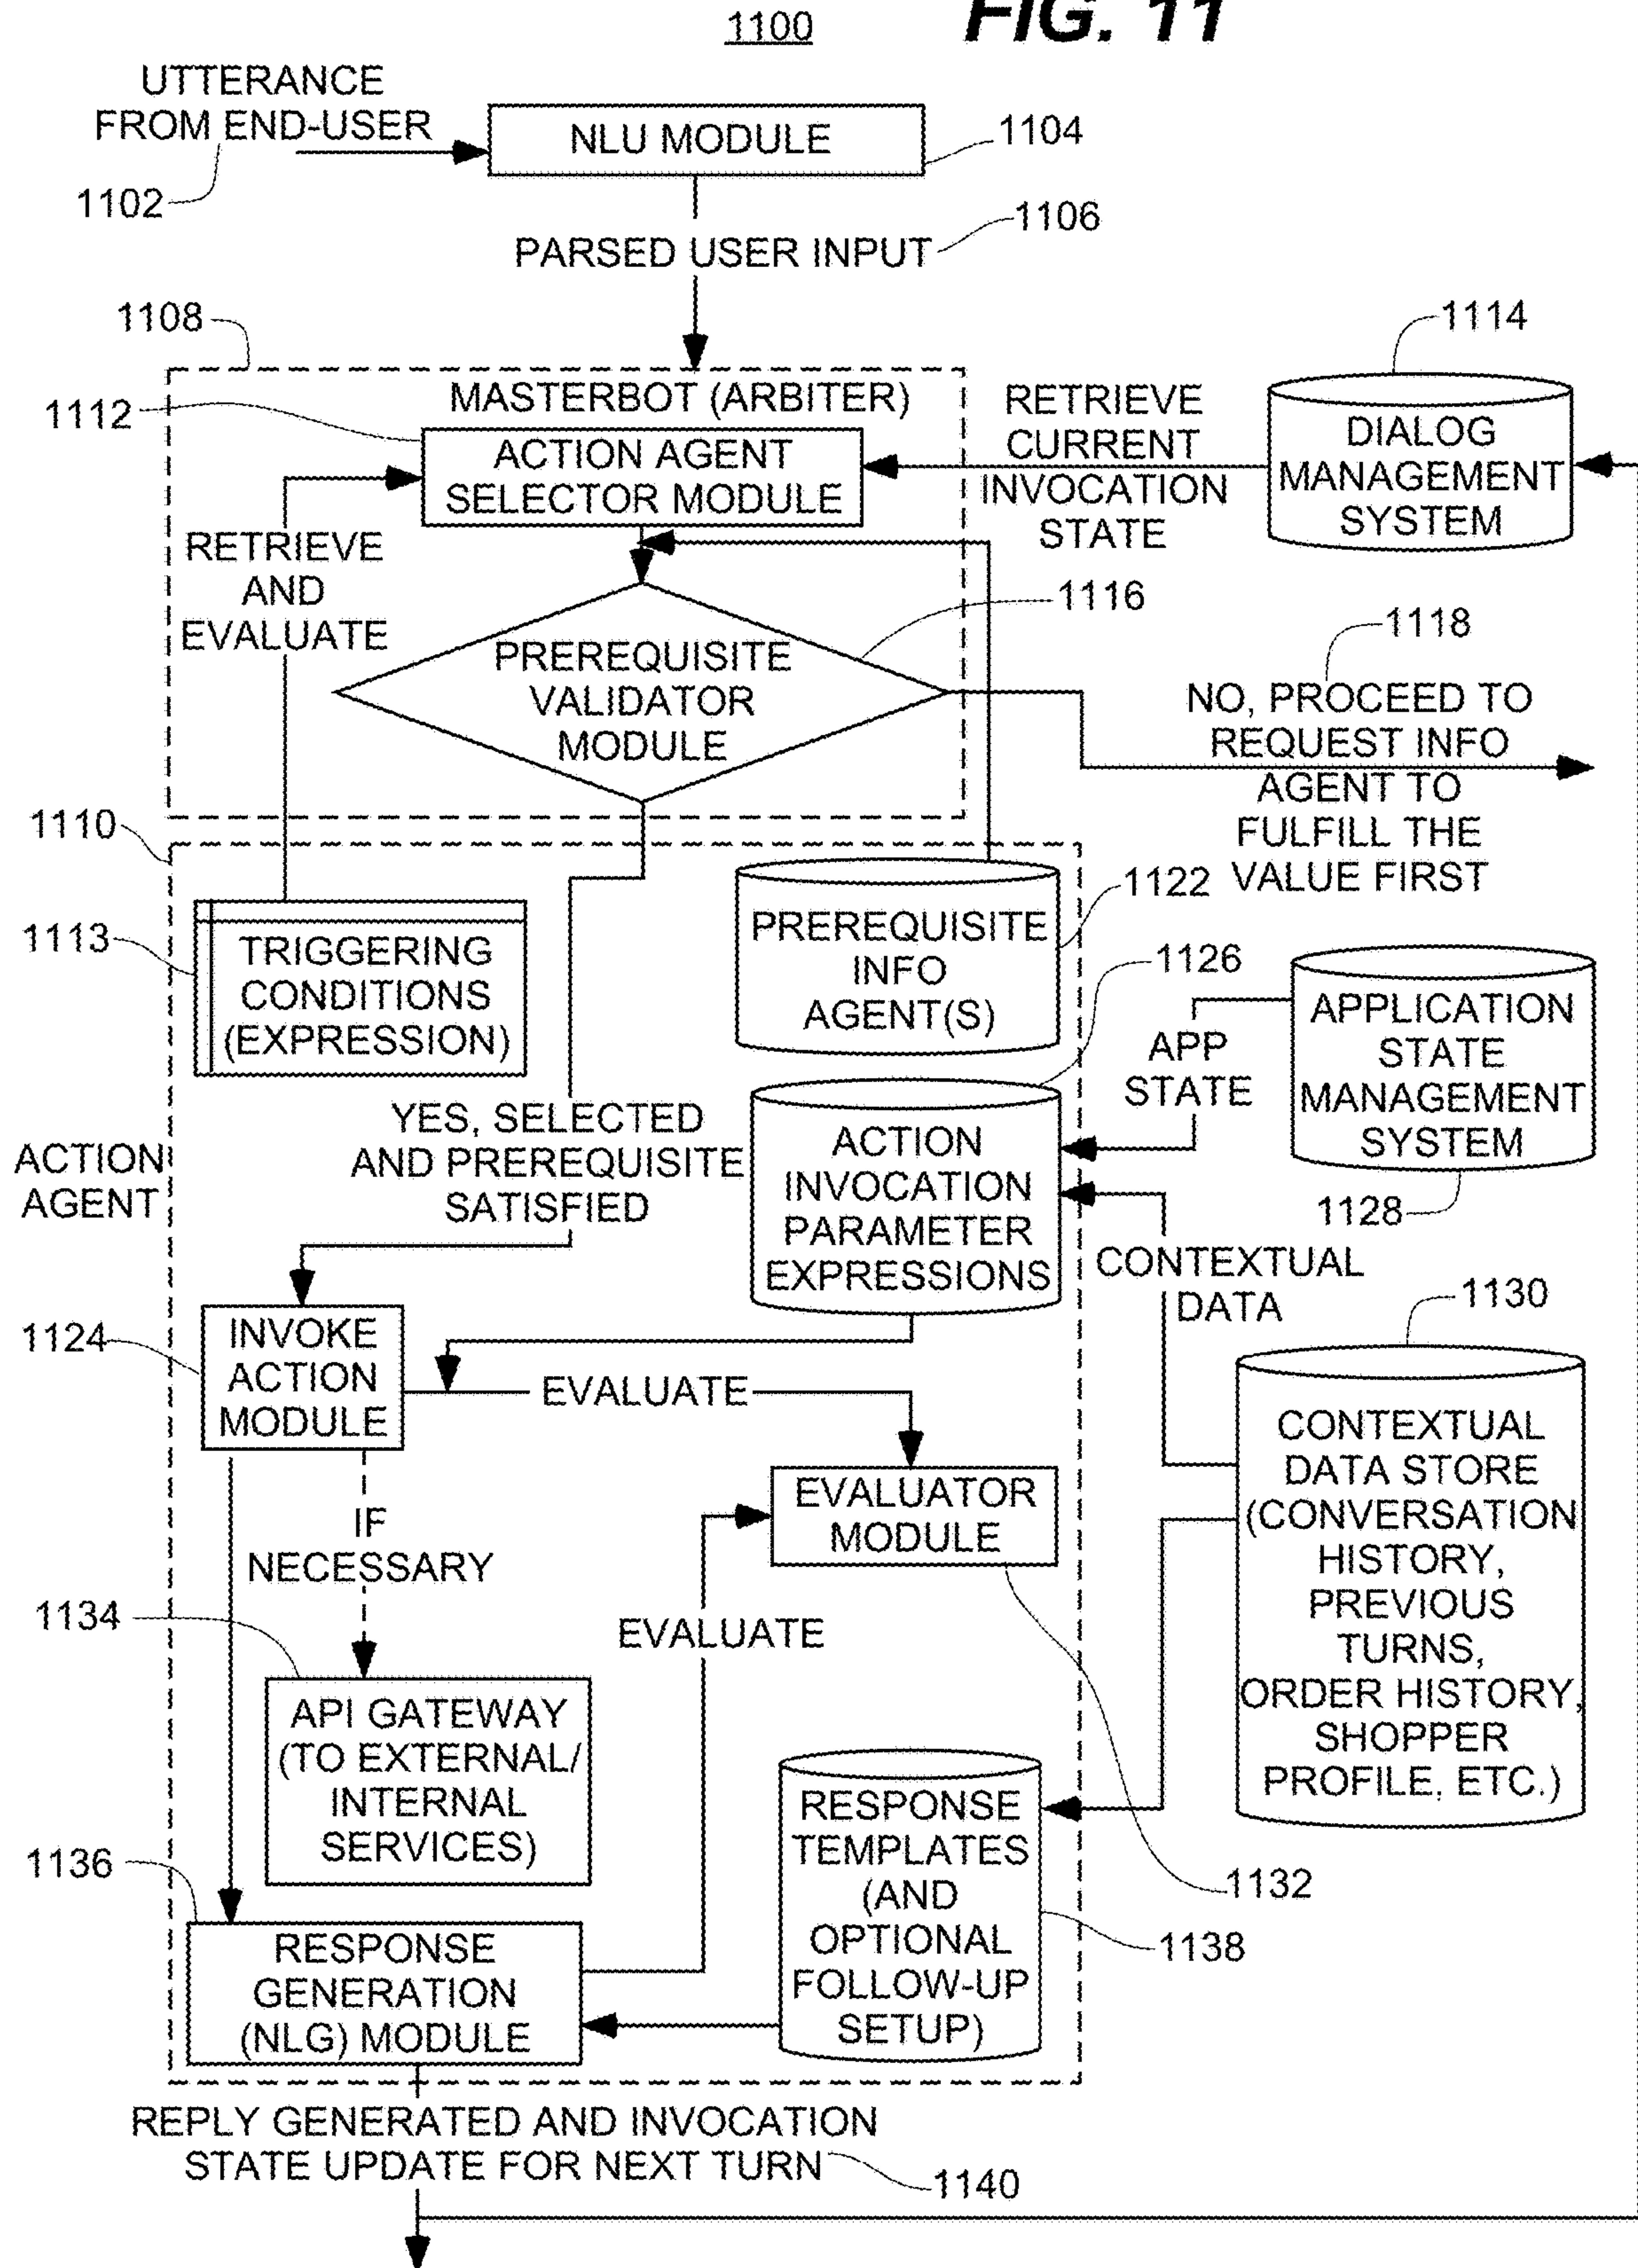 FIG. 11
1100
UTTERANCE
FROM END-USER
1102
NLU MODULE
1104
1106
PARSED USER INPUT
1108
1114
MASTERBOT (ARBITER)
1112
ACTION AGENT
SELECTOR MODULE
RETRIEVE
CURRENT
INVOCATION
STATE
DIALOG
MANAGEMENT
SYSTEM
RETRIEVE
AND
EVALUATE
1116
PREREQUISITE
VALIDATOR
MODULE
1118
NO, PROCEED TO
REQUEST INFO
AGENT TO
FULFILL THE
VALUE FIRST
1110
1113
TRIGGERING
CONDITIONS
(EXPRESSION)
1122
PREREQUISITE
INFO
AGENT(S)
1126
APP
STATE
APPLICATION
STATE
MANAGEMENT
SYSTEM
1128
ACTION
AGENT
YES, SELECTED
AND PREREQUISITE
SATISFIED
ACTION
INVOCATION
PARAMETER
EXPRESSIONS
CONTEXTUAL
DATA
1130
1124
INVOKE
ACTION
MODULE
EVALUATE
CONTEXTUAL
DATA STORE
(CONVERSATION
HISTORY,
PREVIOUS
TURNS,
ORDER HISTORY,
SHOPPER
PROFILE, ETC.)
EVALUATOR
MODULE
IF
NECESSARY
1134
EVALUATE
API GATEWAY
(TO EXTERNAL/
INTERNAL
SERVICES)
1132
1136
RESPONSE
GENERATION
(NLG) MODULE
RESPONSE
TEMPLATES
(AND
OPTIONAL
FOLLOW-UP
SETUP)
1138
REPLY GENERATED AND INVOCATION
STATE UPDATE FOR NEXT TURN
1140